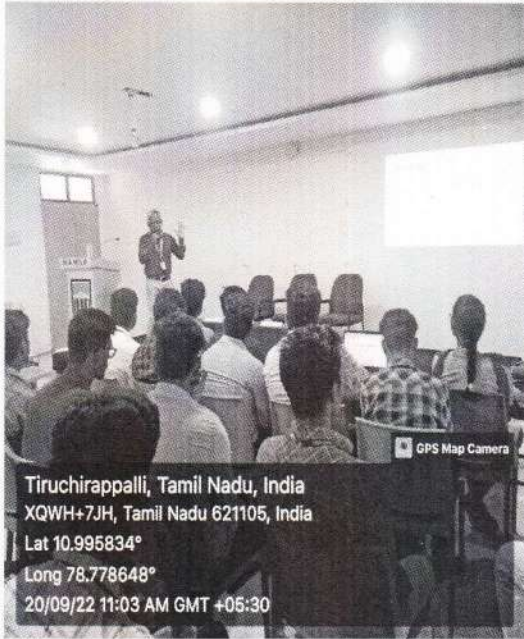 GPS Map Camera
Tiruchirappalli, Tamil Nadu, India
XQWH+7JH, Tamil Nadu 621105, India
Lat 10.995834°
Long 78.778648°
20/09/22 11:03 AM GMT +05:30